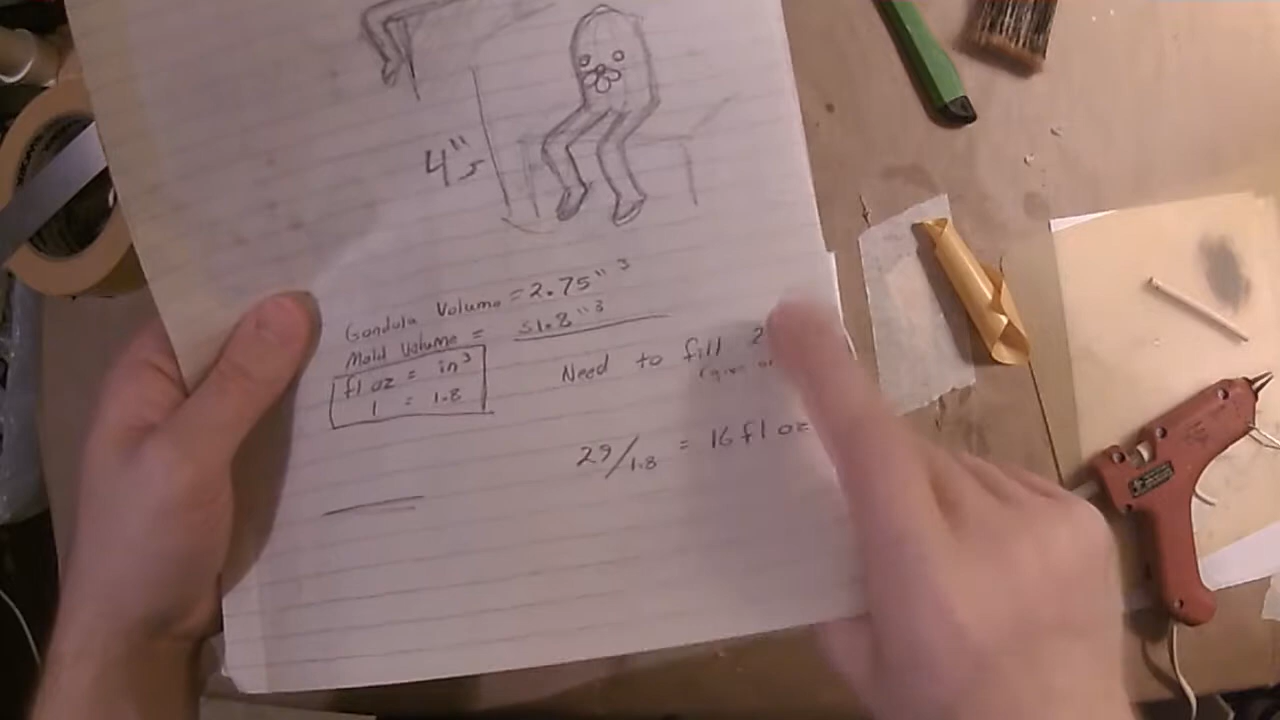 4"
Gondola Volume = 2.75"³
Mold Volume = 51.8"³
fl oz = in³
1 = 1.8
Need to fill 2
29/1.8 = 16 fl oz